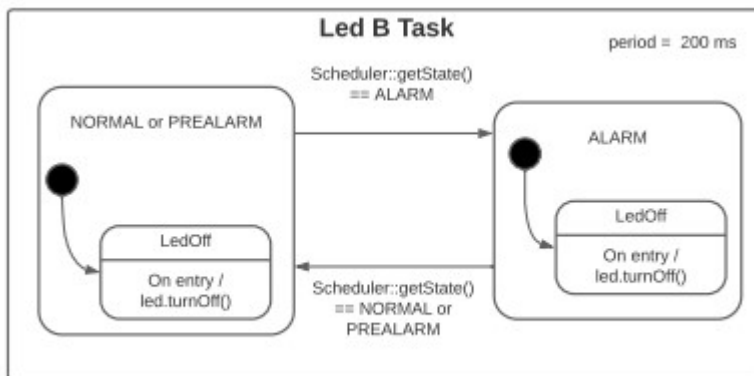 Led B Task
period = 200 ms
Scheduler::getState()
== ALARM
NORMAL or PREALARM
ALARM
LedOff
On entry /
led.turnOff()
LedOff
On entry /
led.turnOff()
Scheduler::getState()
== NORMAL or
PREALARM